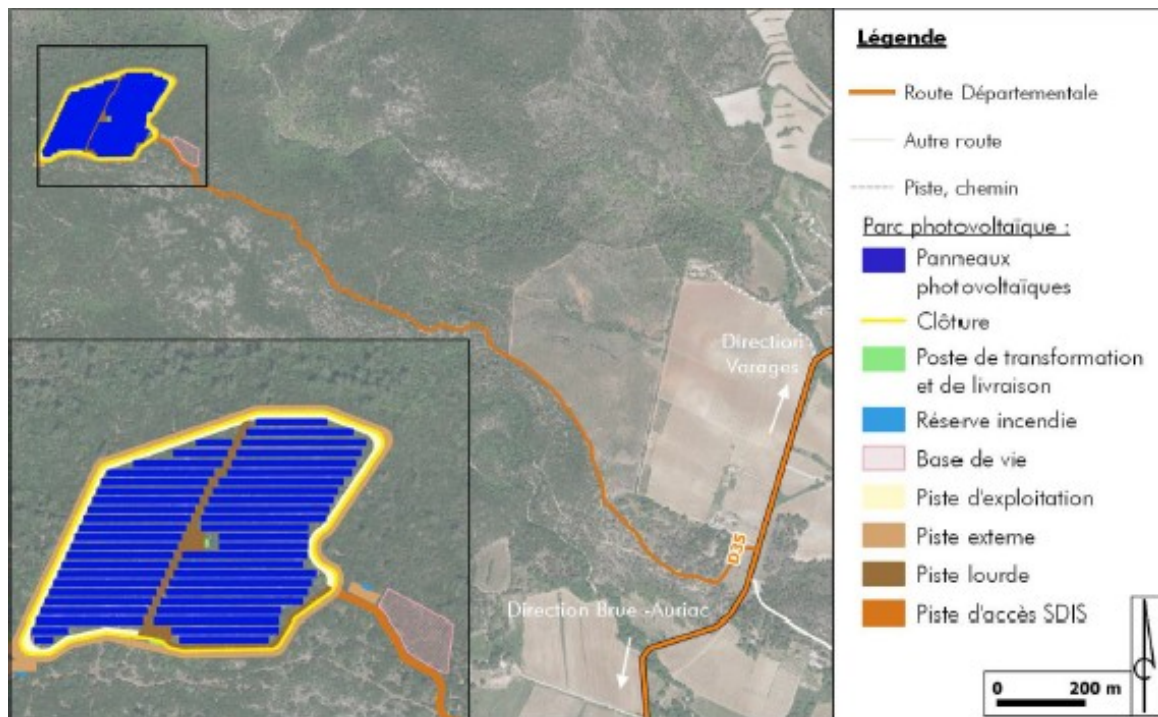 Légende
Route Départementale
Autre route
Piste, chemin
Parc photovoltaïque :
Panneaux
photovoltaïques
Clôture
Poste de transformation
et de livraison
Réserve incendie
Base de vie
Piste d'exploitation
Piste externe
Piste lourde
Piste d'accès SDIS
0 200 m
Direction
Varages
D35
Direction Brue -Auriac